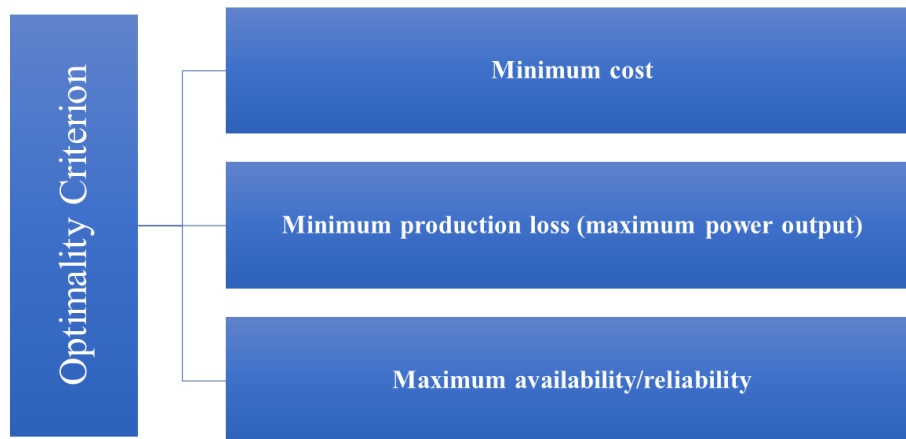 Optimality Criterion
Minimum cost
Minimum production loss (maximum power output)
Maximum availability/reliability